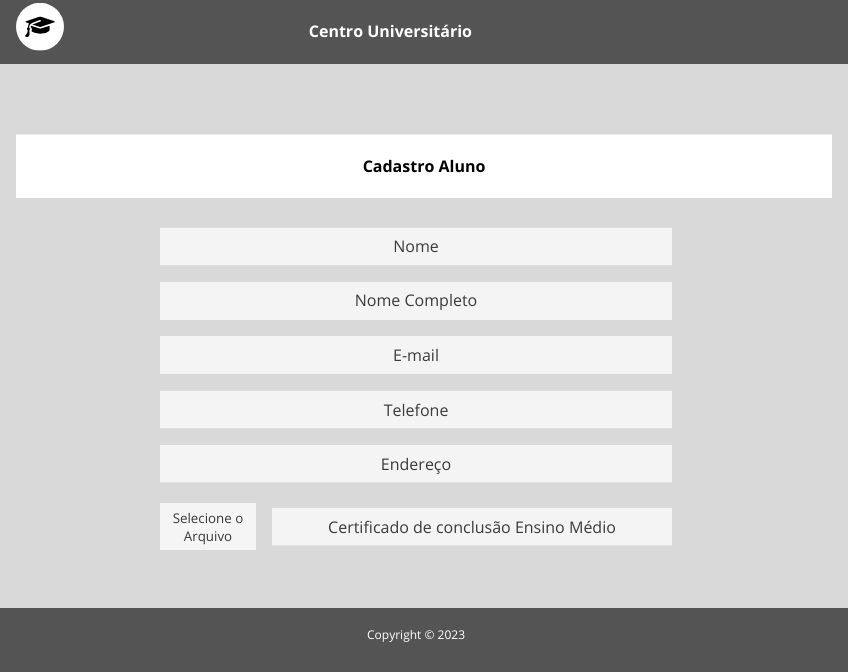 Centro Universitário
Cadastro Aluno
Nome
Nome Completo
E-mail
Telefone
Endereço
Selecione o
Arquivo
Certificado de conclusão Ensino Médio
Copyright © 2023